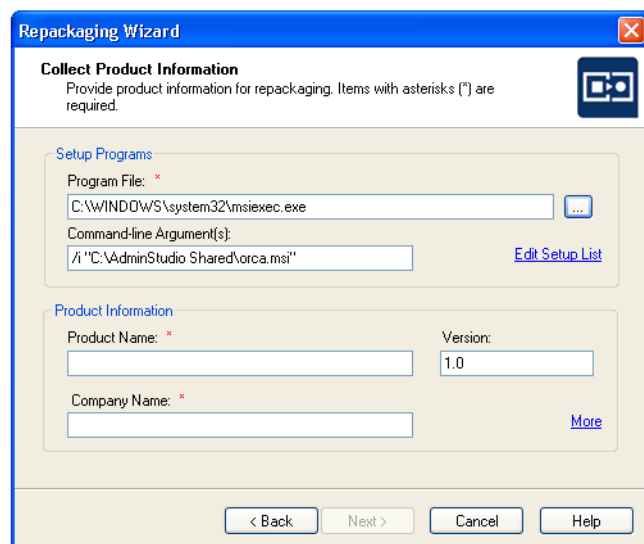 Repackaging Wizard
Collect Product Information
Provide product information for repackaging. Items with asterisks (*) are
required.
Setup Programs
Program File: *
C:\WINDOWS\system32\msiexec.exe
...
Command-line Argument(s):
/i "C:\AdminStudio Shared\orca.msi"
Edit Setup List
Product Information
Product Name: *
Version:
1.0
Company Name: *
More
< Back
Next >
Cancel
Help